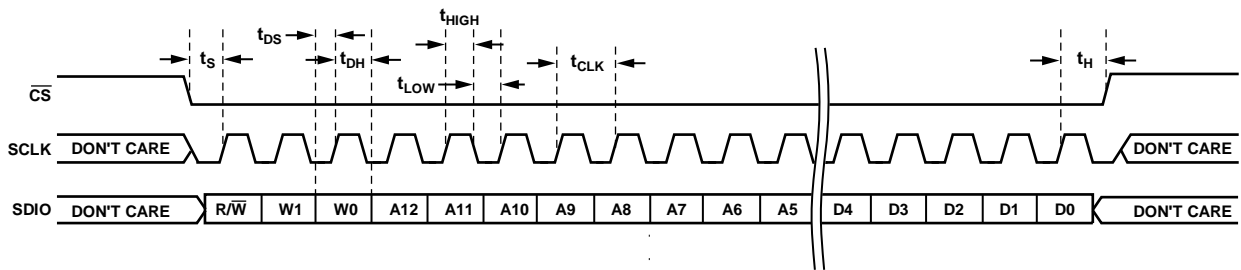 tHIGH
tDS
tS
tDH
tCLK
tH
tLOW
C̅S̅
SCLK DON'T CARE DON'T CARE
SDIO DON'T CARE R/W̅ W1 W0 A12 A11 A10 A9 A8 A7 A6 A5 D4 D3 D2 D1 D0 DON'T CARE